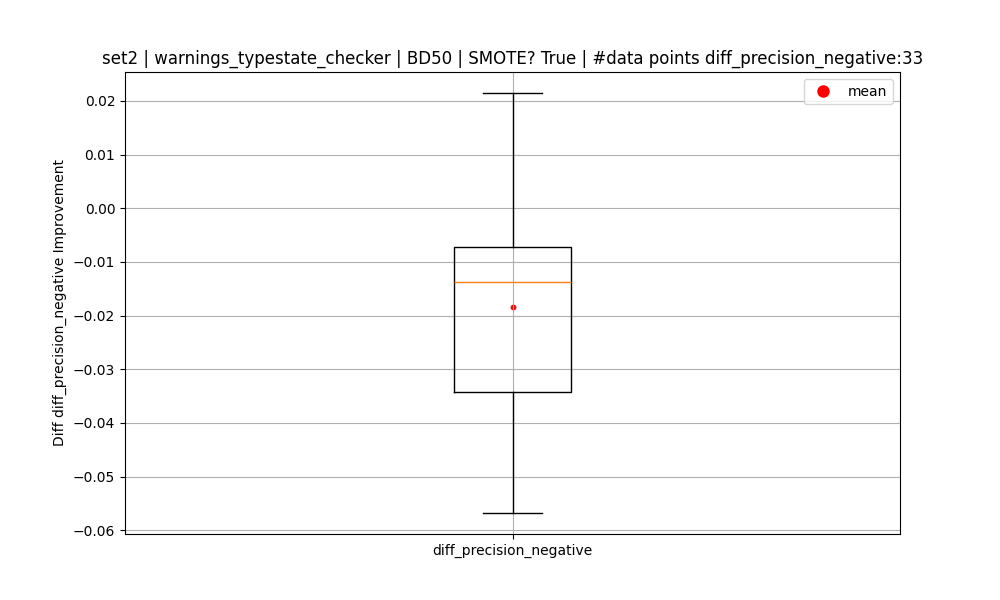 set2 | warnings_typestate_checker | BD50 | SMOTE? True | #data points diff_precision_negative:33
mean
Diff diff_precision_negative Improvement
0.02
0.01
0.00
−0.01
−0.02
−0.03
−0.04
−0.05
−0.06
diff_precision_negative